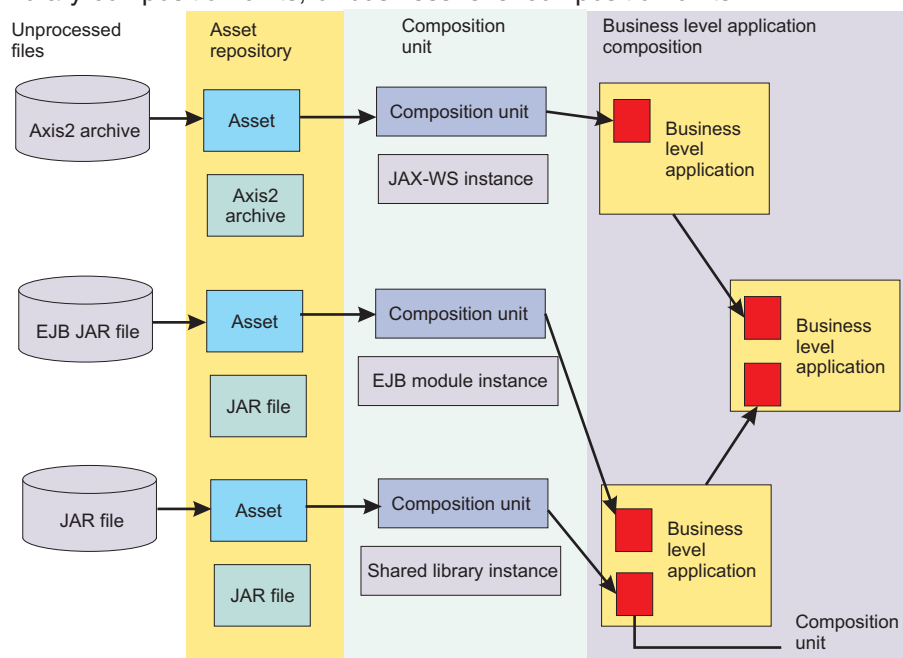 Unprocessed
files
Asset
repository
Composition
unit
Business level application
composition
Axis2 archive
Asset
Composition unit
Business
level
application
Axis2
archive
JAX-WS instance
EJB JAR file
Asset
Composition unit
Business
level
application
JAR file
EJB module instance
JAR file
Asset
Composition unit
Business
level
application
JAR file
Shared library instance
Composition
unit